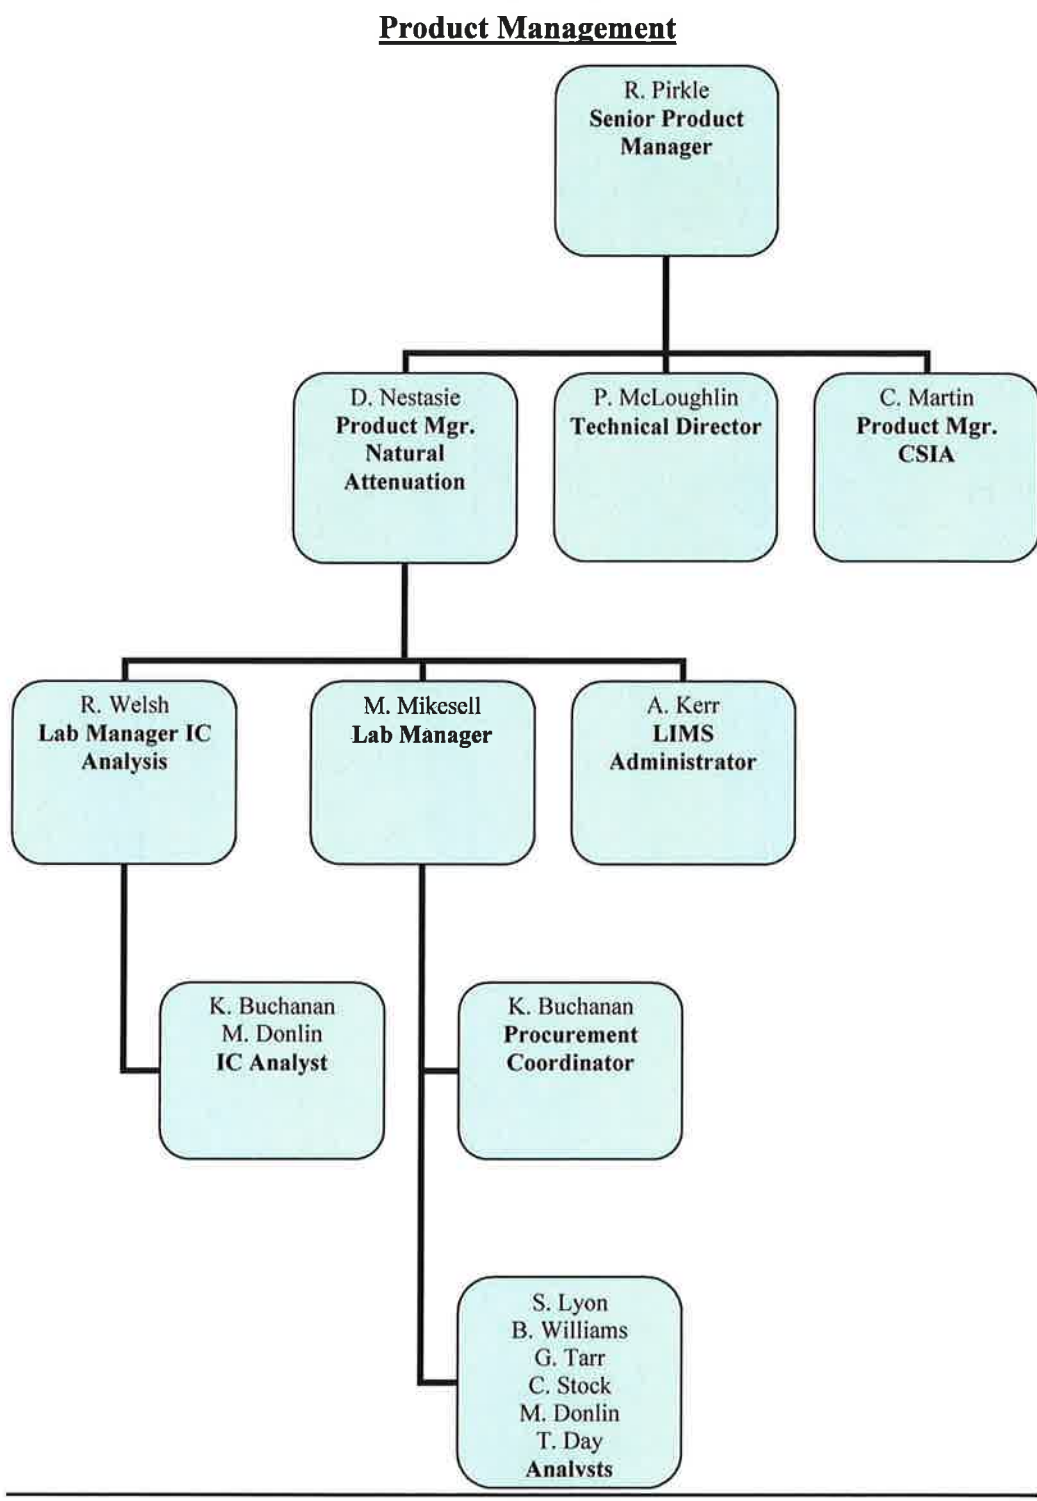 Product Management
R. Pirkle
Senior Product
Manager
D. Nestasie
Product Mgr.
Natural
Attenuation
P. McLoughlin
Technical Director
C. Martin
Product Mgr.
CSIA
R. Welsh
Lab Manager IC
Analysis
M. Mikesell
Lab Manager
A. Kerr
LIMS
Administrator
K. Buchanan
M. Donlin
IC Analyst
K. Buchanan
Procurement
Coordinator
S. Lyon
B. Williams
G. Tarr
C. Stock
M. Donlin
T. Day
Analysts